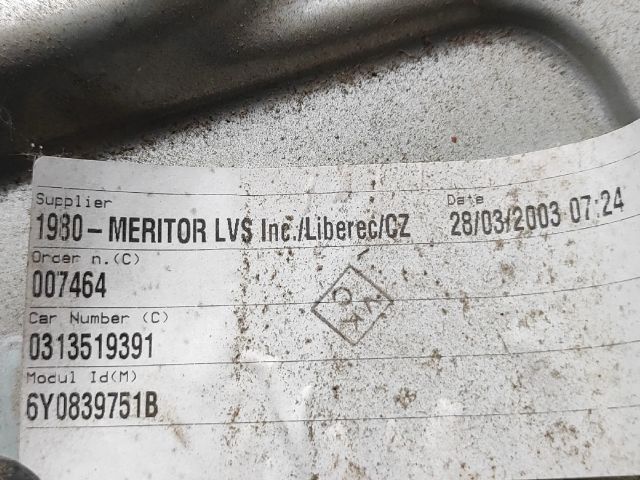 Supplier
1980-MERITOR LVS Inc./Liberec/CZ
Date
28/03/2003 07:24
Order n.(C)
007464
Car Number (C)
0313519391
Modul Id(M)
6Y0839751B